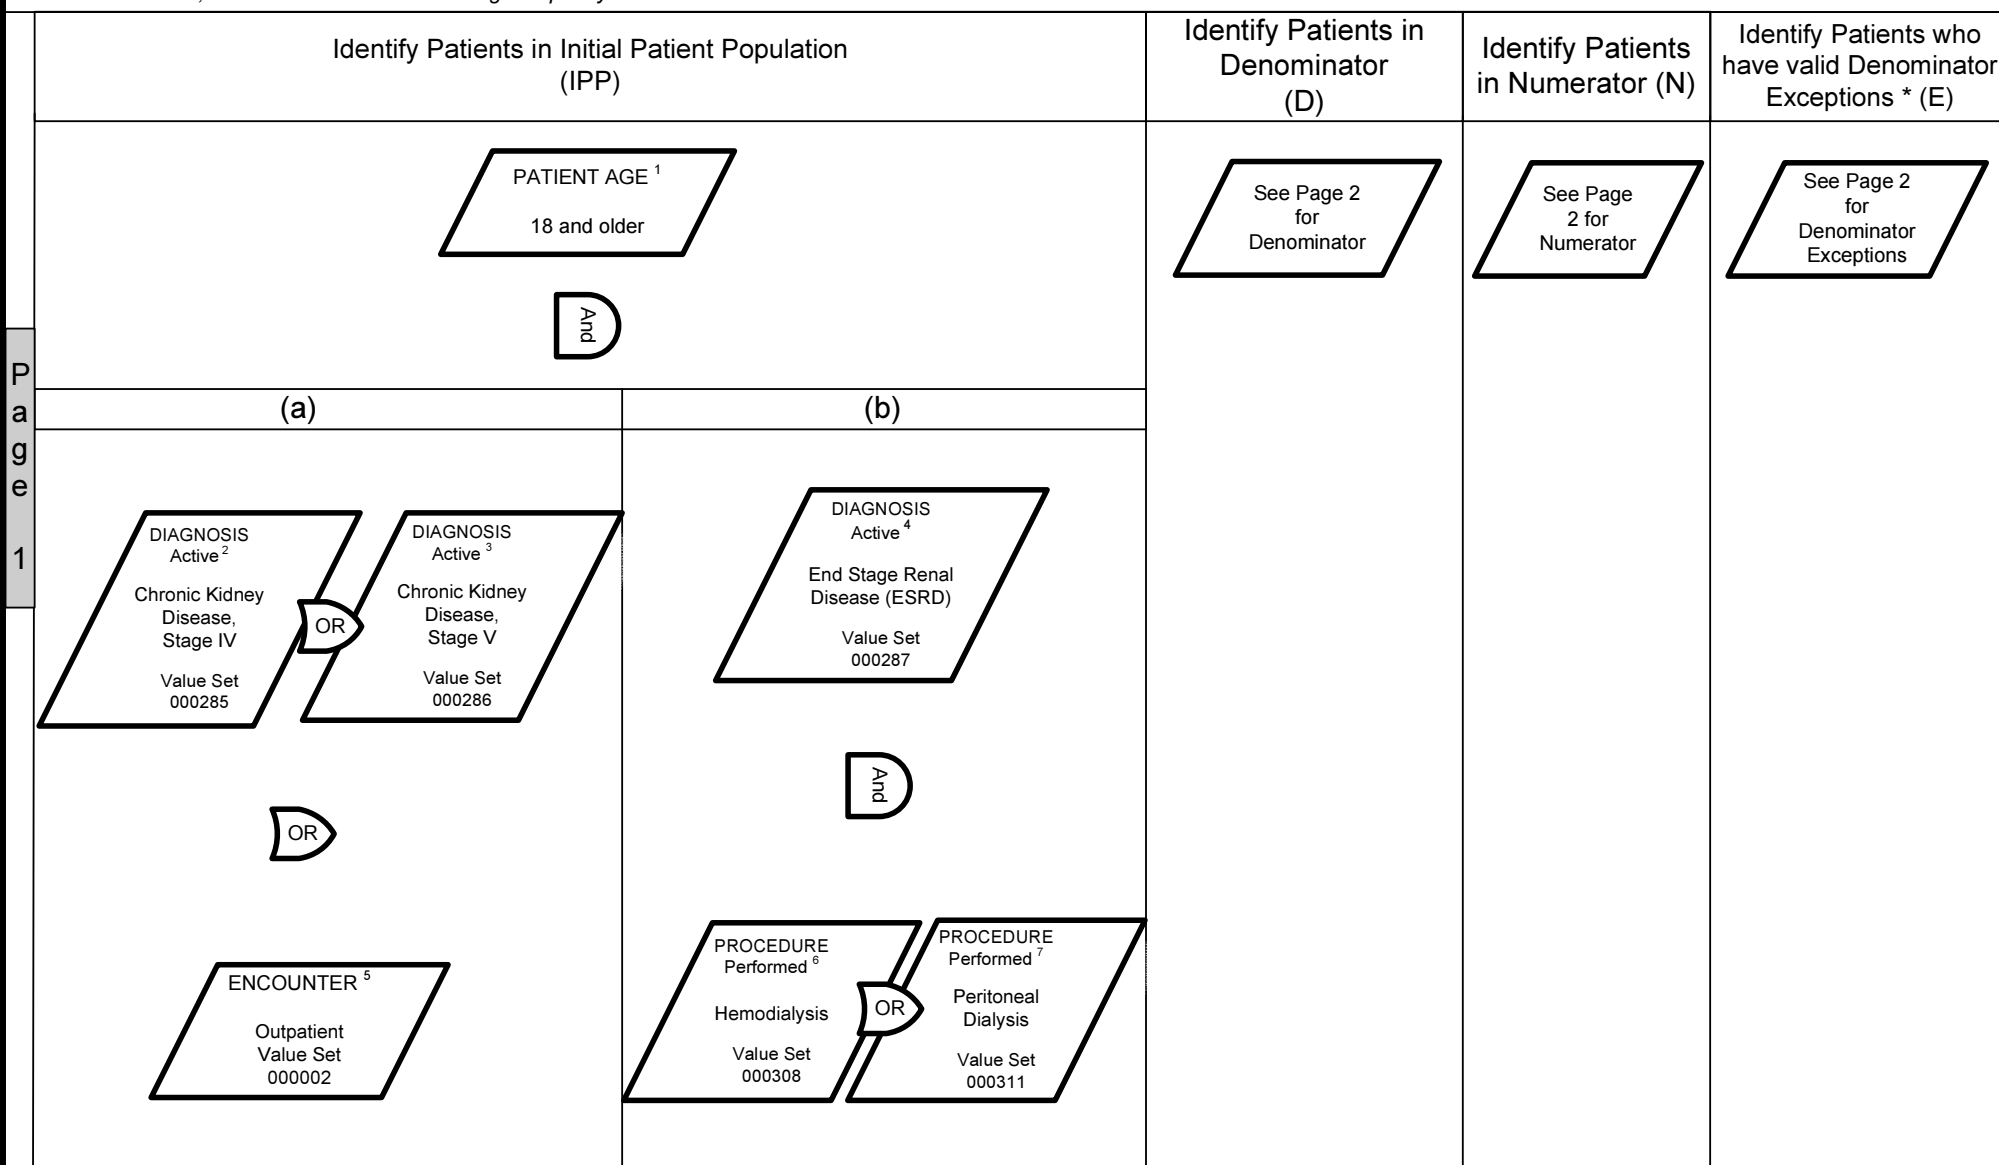 Identify Patients in Initial Patient Population
(IPP)
Identify Patients in
Denominator
(D)
Identify Patients
in Numerator (N)
Identify Patients who
have valid Denominator
Exceptions * (E)
PATIENT AGE 1
18 and older
And
See Page 2
for
Denominator
See Page
2 for
Numerator
See Page 2
for
Denominator
Exceptions
Page 1
(a)
(b)
DIAGNOSIS
Active 2
Chronic Kidney
Disease,
Stage IV
Value Set
000285
OR
DIAGNOSIS
Active 3
Chronic Kidney
Disease,
Stage V
Value Set
000286
OR
ENCOUNTER 5
Outpatient
Value Set
000002
DIAGNOSIS
Active 4
End Stage Renal
Disease (ESRD)
Value Set
000287
And
PROCEDURE
Performed 6
Hemodialysis
Value Set
000308
OR
PROCEDURE
Performed 7
Peritoneal
Dialysis
Value Set
000311